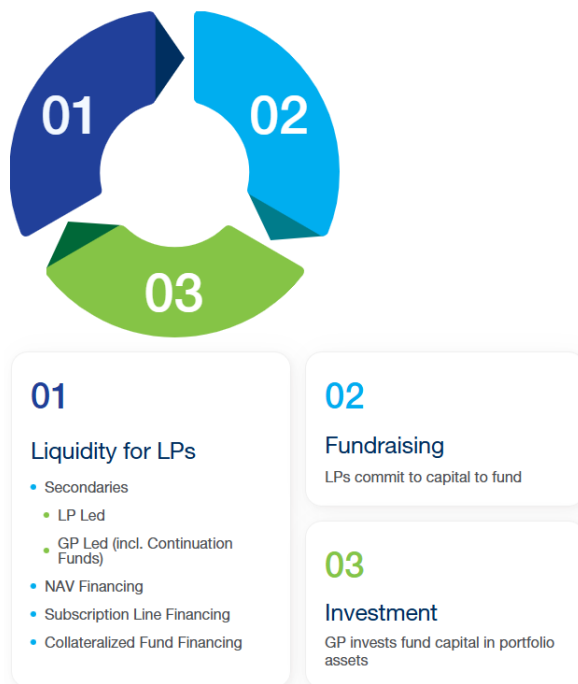 01
02
03
01
Liquidity for LPs
Secondaries
LP Led
GP Led (incl. Continuation
Funds)
NAV Financing
Subscription Line Financing
Collateralized Fund Financing
02
Fundraising
LPs commit to capital to fund
03
Investment
GP invests fund capital in portfolio
assets